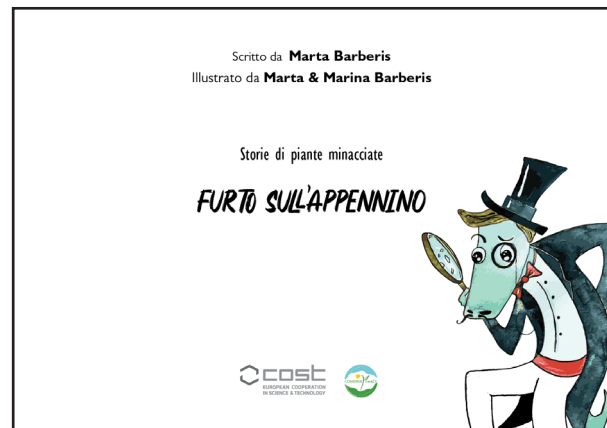 Scritto da Marta Barberis
Illustrato da Marta & Marina Barberis
Storie di piante minacciate
FURTO SULL'APPENNINO
cost
EUROPEAN COOPERATION
IN SCIENCE & TECHNOLOGY